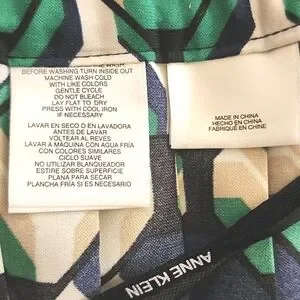 BEFORE WASHING TURN INSIDE OUT
MACHINE WASH COLD
WITH LIKE COLORS
GENTLE CYCLE
DO NOT BLEACH
LAY FLAT TO DRY
PRESS WITH COOL IRON
IF NECESSARY
LAVAR EN SECO O EN LAVADORA
ANTES DE LAVAR
VOLTEAR AL REVES
LAVAR A MAQUINA CON AGUA FRIA
CON COLORES SIMILARES
CICLO SUAVE
NO UTILIZAR BLANQUEADOR
ESTIRE SOBRE SUPERFICIE
PLANA PARA SECAR
PLANCHA FRÍA SI ES NECESARIO
MADE IN CHINA
HECHO EN CHINA
FABRIQUÉ EN CHINE
ANNE KLEIN